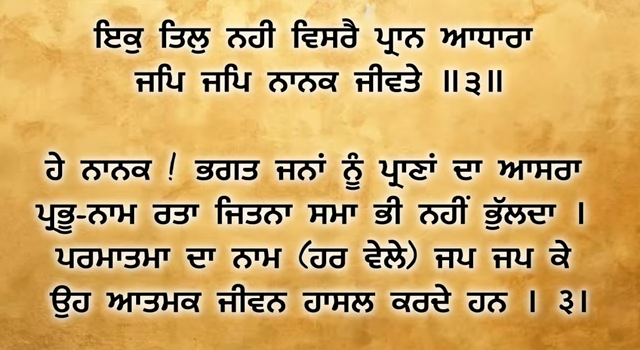 ਇਕੁ ਤਿਲੁ ਨਹੀ ਵਿਸਰੈ ਪ੍ਰਾਨ ਆਧਾਰਾ
ਜਪਿ ਜਪਿ ਨਾਨਕ ਜੀਵਤੇ ॥੩॥
ਹੇ ਨਾਨਕ ! ਭਗਤ ਜਨਾਂ ਨੂੰ ਪ੍ਰਾਣਾਂ ਦਾ ਆਸਰਾ
ਪ੍ਰਭੂ-ਨਾਮ ਰਤਾ ਜਿਤਨਾ ਸਮਾ ਭੀ ਨਹੀਂ ਭੁੱਲਦਾ ।
ਪਰਮਾਤਮਾ ਦਾ ਨਾਮ (ਹਰ ਵੇਲੇ) ਜਪ ਜਪ ਕੇ
ਉਹ ਆਤਮਕ ਜੀਵਨ ਹਾਸਲ ਕਰਦੇ ਹਨ । ੩।